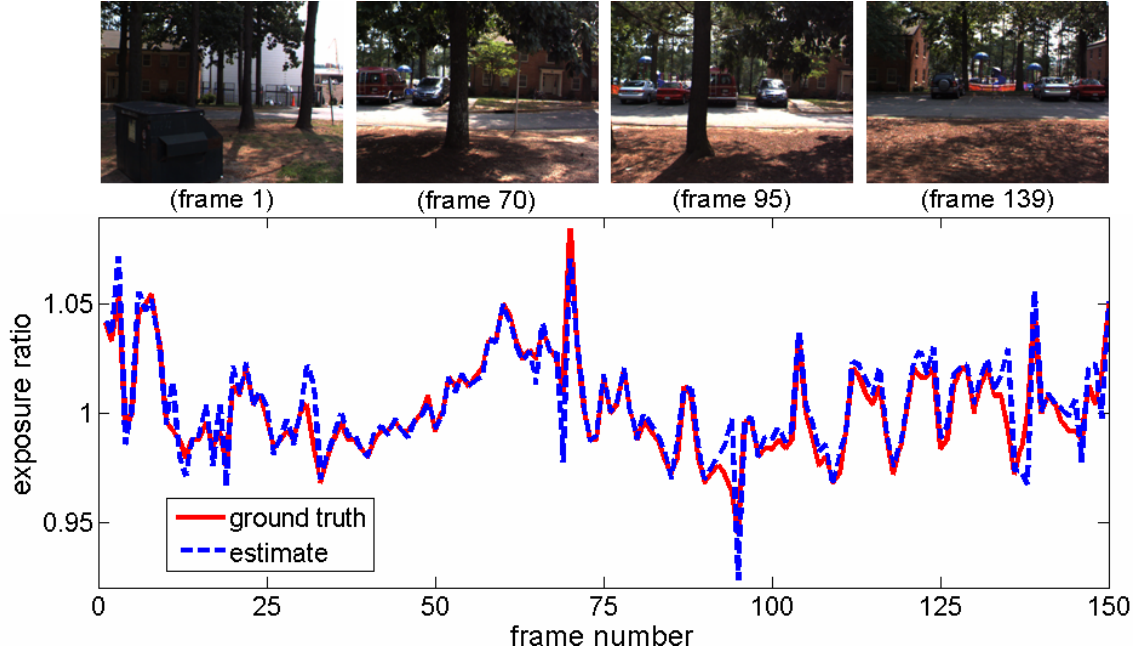 (frame 1) (frame 70) (frame 95) (frame 139)
1.05
1
0.95
exposure ratio
ground truth
estimate
0 25 50 75 100 125 150
frame number